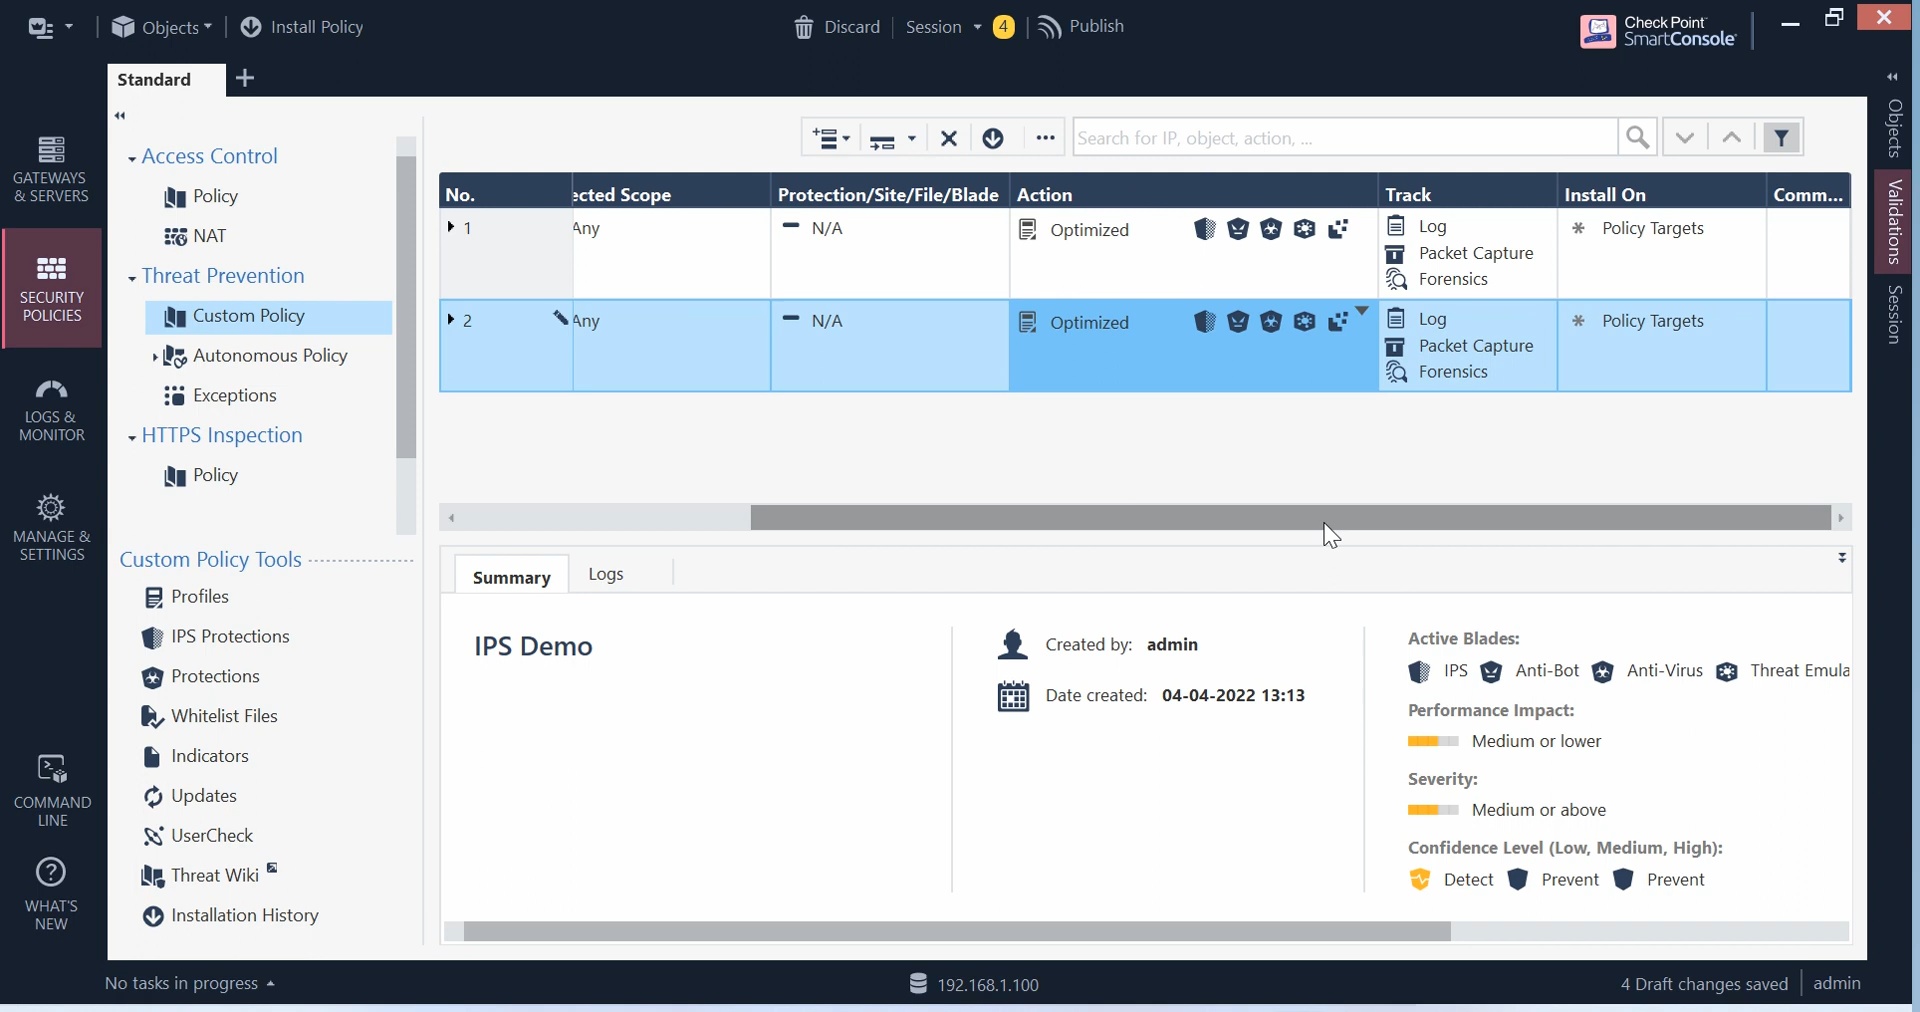 Objects
Install Policy
Discard
Session
4
Publish
Check Point
SmartConsole
Standard
GATEWAYS
& SERVERS
SECURITY
POLICIES
LOGS &
MONITOR
MANAGE &
SETTINGS
COMMAND
LINE
WHAT'S
NEW
Access Control
Policy
NAT
Threat Prevention
Custom Policy
Autonomous Policy
Exceptions
HTTPS Inspection
Policy
Custom Policy Tools
Profiles
IPS Protections
Protections
Whitelist Files
Indicators
Updates
UserCheck
Threat Wiki
Installation History
Search for IP, object, action, ...
No. ected Scope Protection/Site/File/Blade Action Track Install On Comm...
1 Any N/A Optimized Log * Policy Targets
Packet Capture
Forensics
2 Any N/A Optimized Log * Policy Targets
Packet Capture
Forensics
Summary Logs
IPS Demo
Created by: admin
Date created: 04-04-2022 13:13
Active Blades:
IPS Anti-Bot Anti-Virus Threat Emula
Performance Impact:
Medium or lower
Severity:
Medium or above
Confidence Level (Low, Medium, High):
Detect Prevent Prevent
Objects
Validations
Session
No tasks in progress
192.168.1.100
4 Draft changes saved
admin